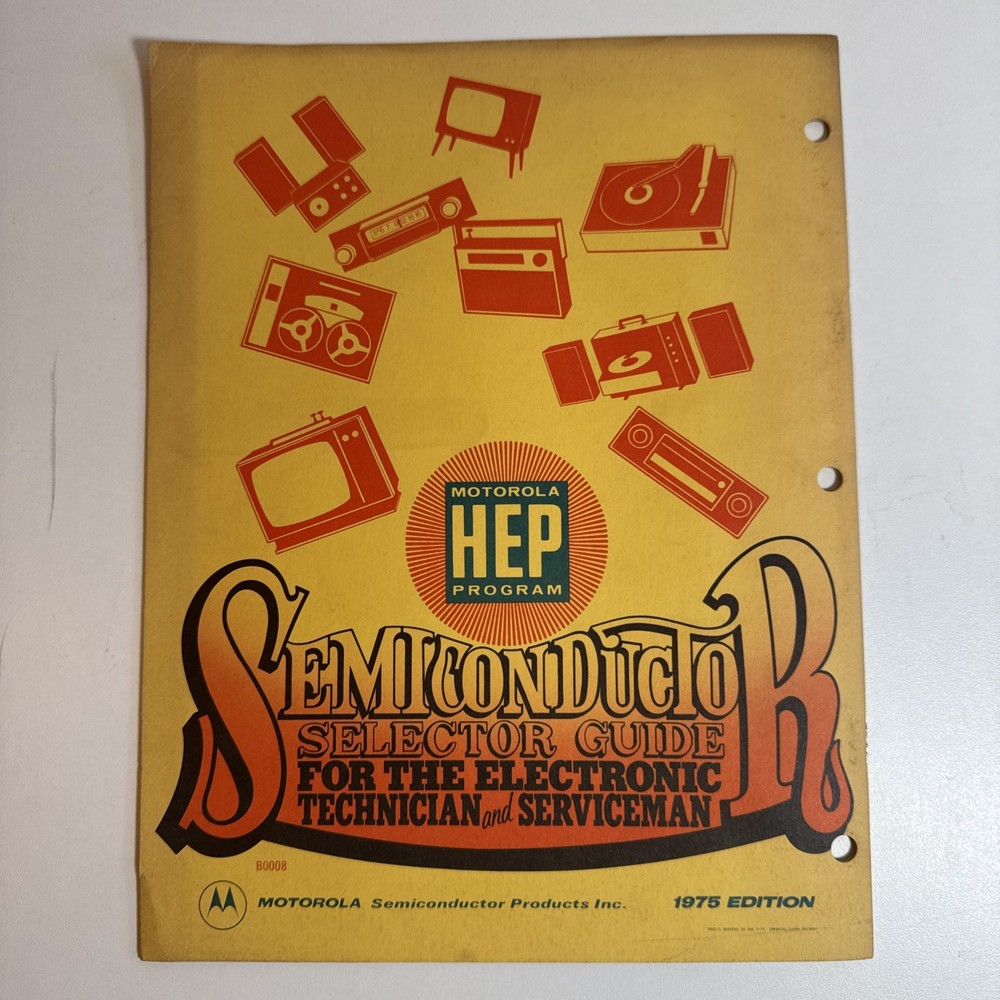 MOTOROLA
HEP
PROGRAM
SEMICONDUCTOR
SELECTOR GUIDE
FOR THE ELECTRONIC
TECHNICIAN and SERVICEMAN
B0008
MOTOROLA Semiconductor Products Inc.
1975 EDITION